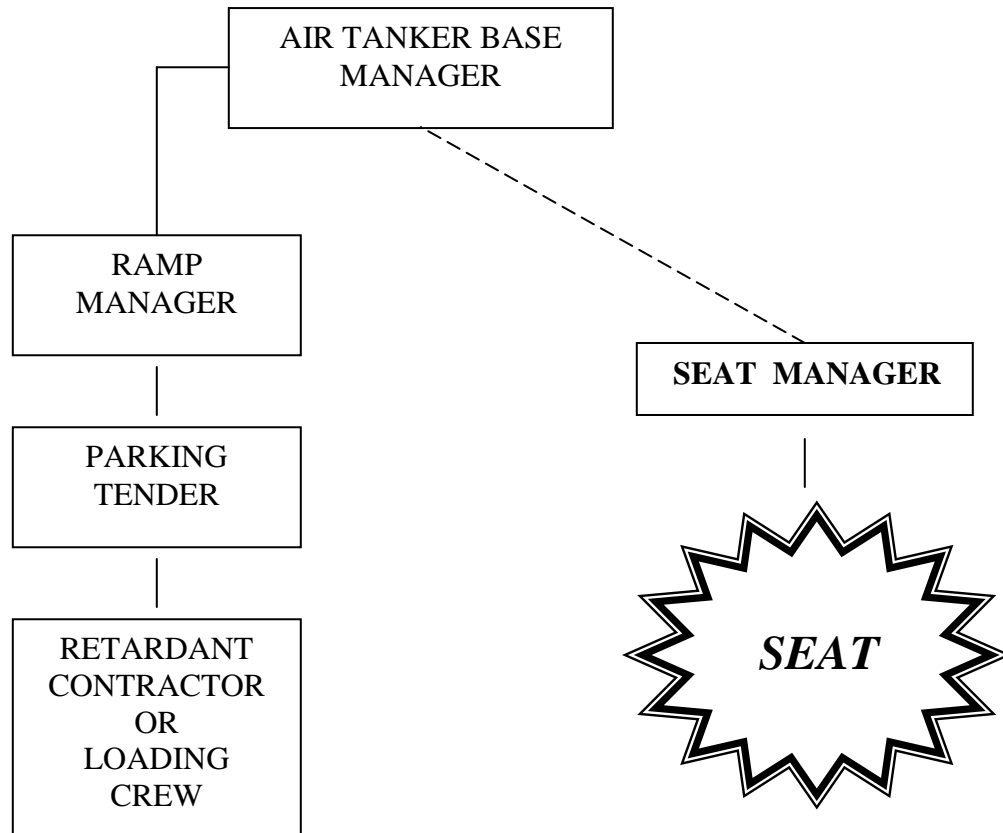 AIR TANKER BASE
MANAGER
RAMP
MANAGER
SEAT MANAGER
PARKING
TENDER
RETARDANT
CONTRACTOR
OR
LOADING
CREW
SEAT